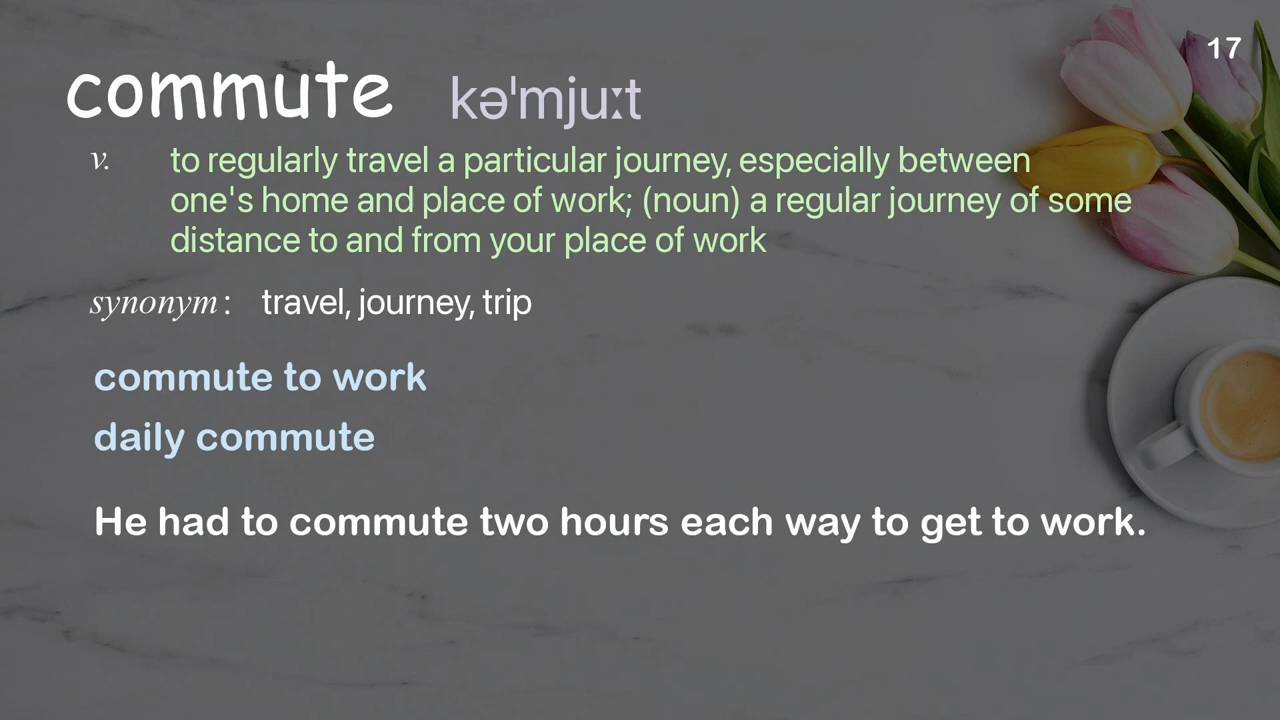 17
commute kə'mjuːt
v. to regularly travel a particular journey, especially between
one's home and place of work; (noun) a regular journey of some
distance to and from your place of work
synonym: travel, journey, trip
commute to work
daily commute
He had to commute two hours each way to get to work.